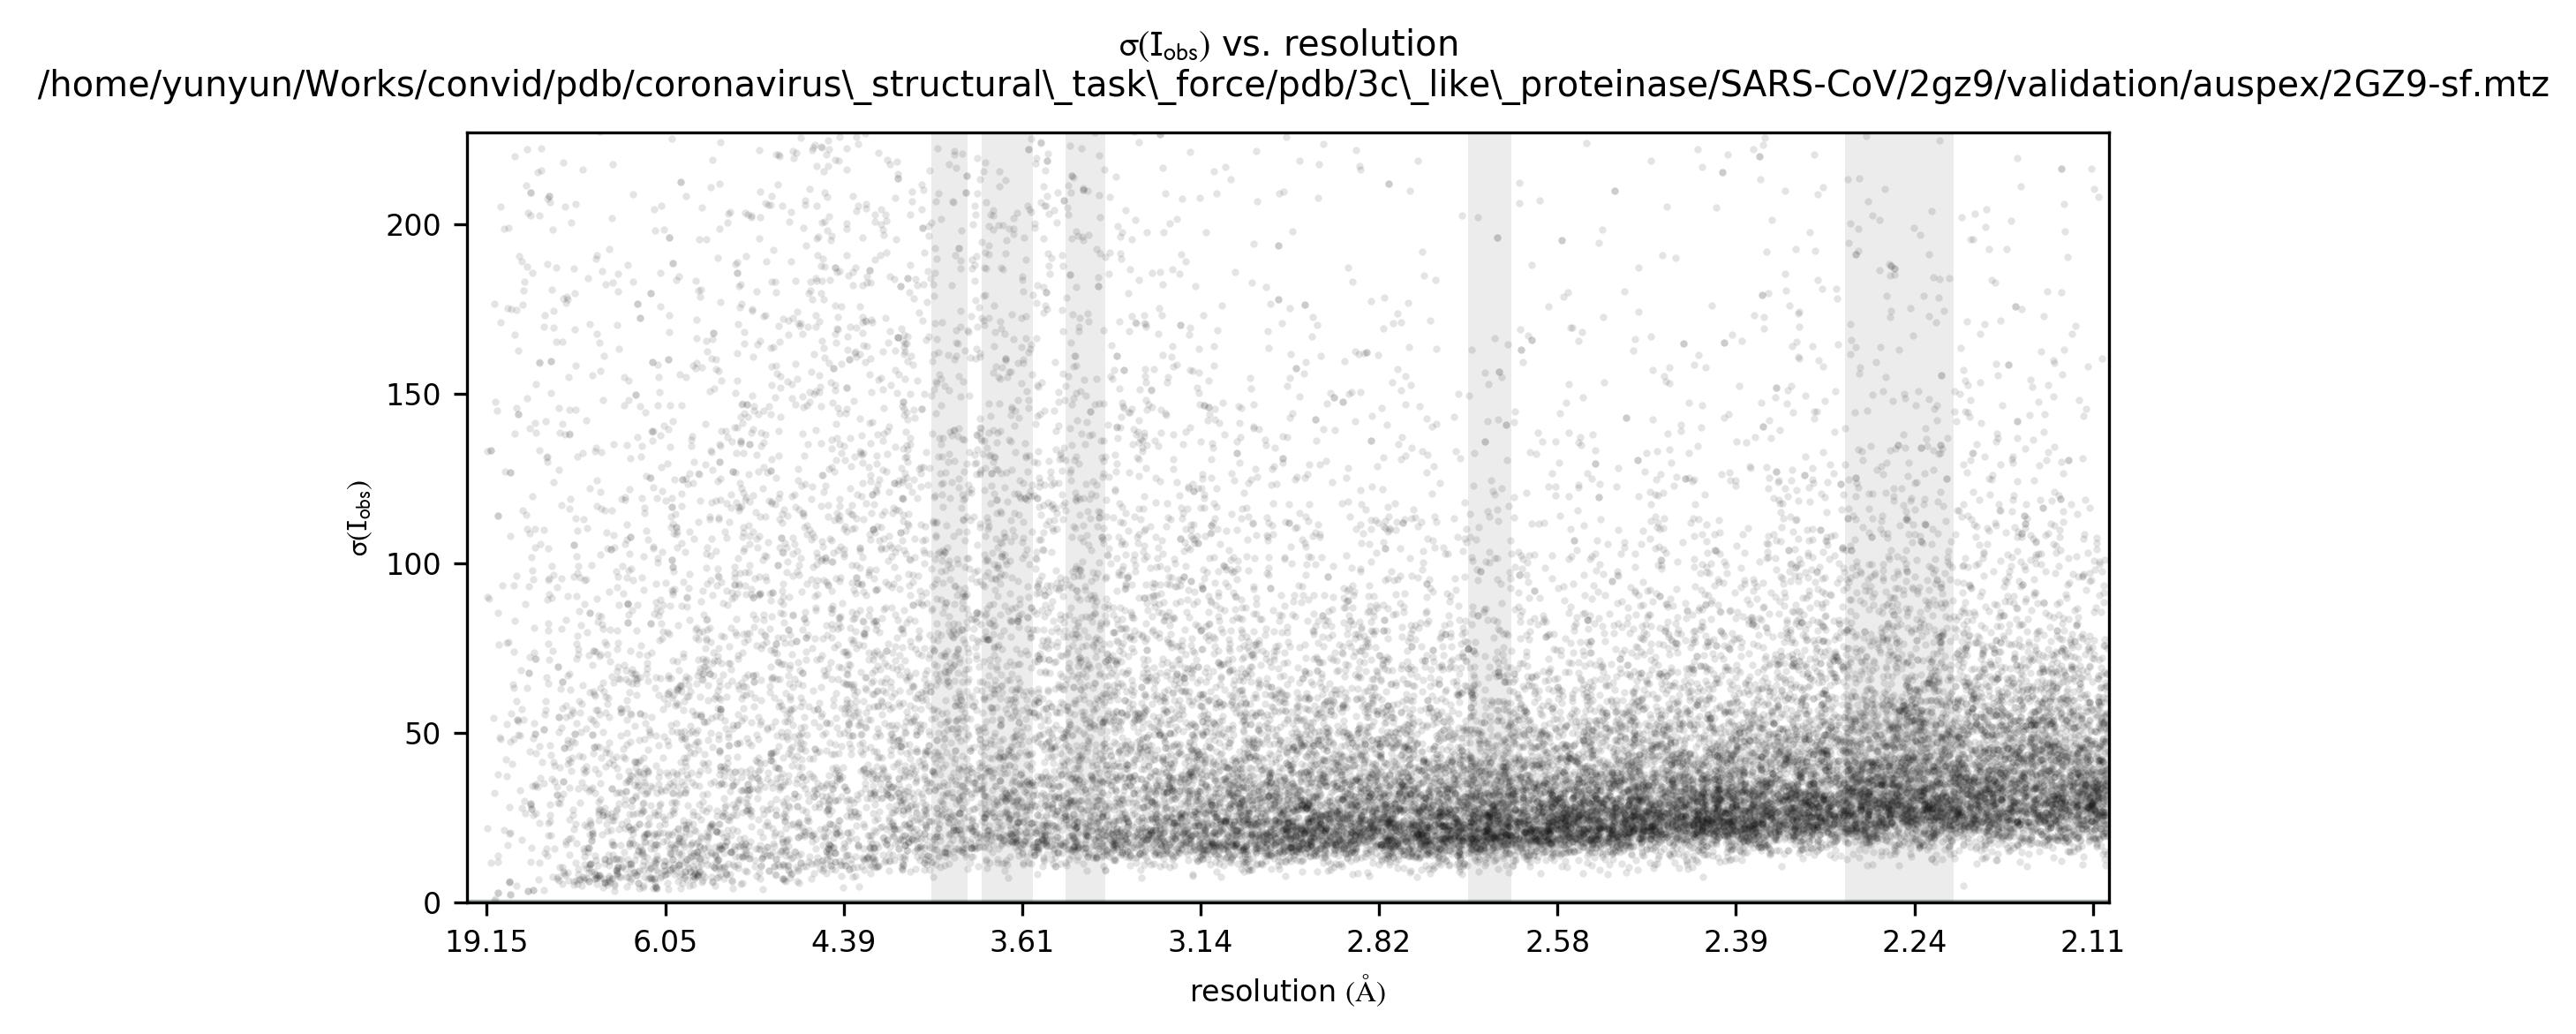 σ(I_obs) vs. resolution
/home/yunyun/Works/convid/pdb/coronavirus\_structural\_task\_force/pdb/3c\_like\_proteinase/SARS-CoV/2gz9/validation/auspex/2GZ9-sf.mtz
σ(I_obs)
200
150
100
50
0
19.15 6.05 4.39 3.61 3.14 2.82 2.58 2.39 2.24 2.11
resolution (Å)